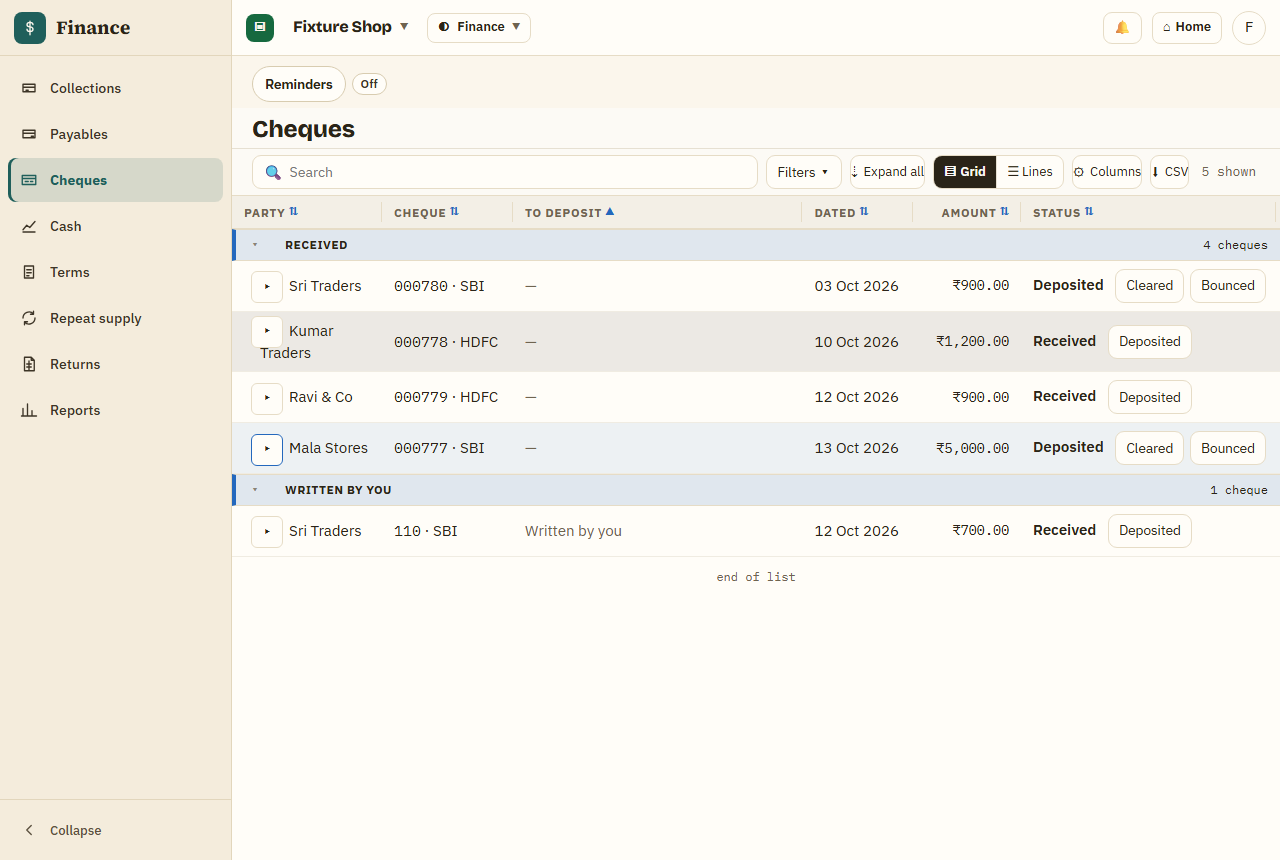 $ Finance
Fixture Shop ▼
Finance ▼
Home
F
Collections
Payables
Cheques
Cash
Terms
Repeat supply
Returns
Reports
Collapse
Reminders Off
Cheques
Search
Filters ▾
Expand all
Grid
Lines
Columns
CSV
5 shown
PARTY CHEQUE TO DEPOSIT DATED AMOUNT STATUS
RECEIVED 4 cheques
Sri Traders 000780 · SBI — 03 Oct 2026 ₹900.00 Deposited Cleared Bounced
Kumar
Traders 000778 · HDFC — 10 Oct 2026 ₹1,200.00 Received Deposited
Ravi & Co 000779 · HDFC — 12 Oct 2026 ₹900.00 Received Deposited
Mala Stores 000777 · SBI — 13 Oct 2026 ₹5,000.00 Deposited Cleared Bounced
WRITTEN BY YOU 1 cheque
Sri Traders 110 · SBI Written by you 12 Oct 2026 ₹700.00 Received Deposited
end of list